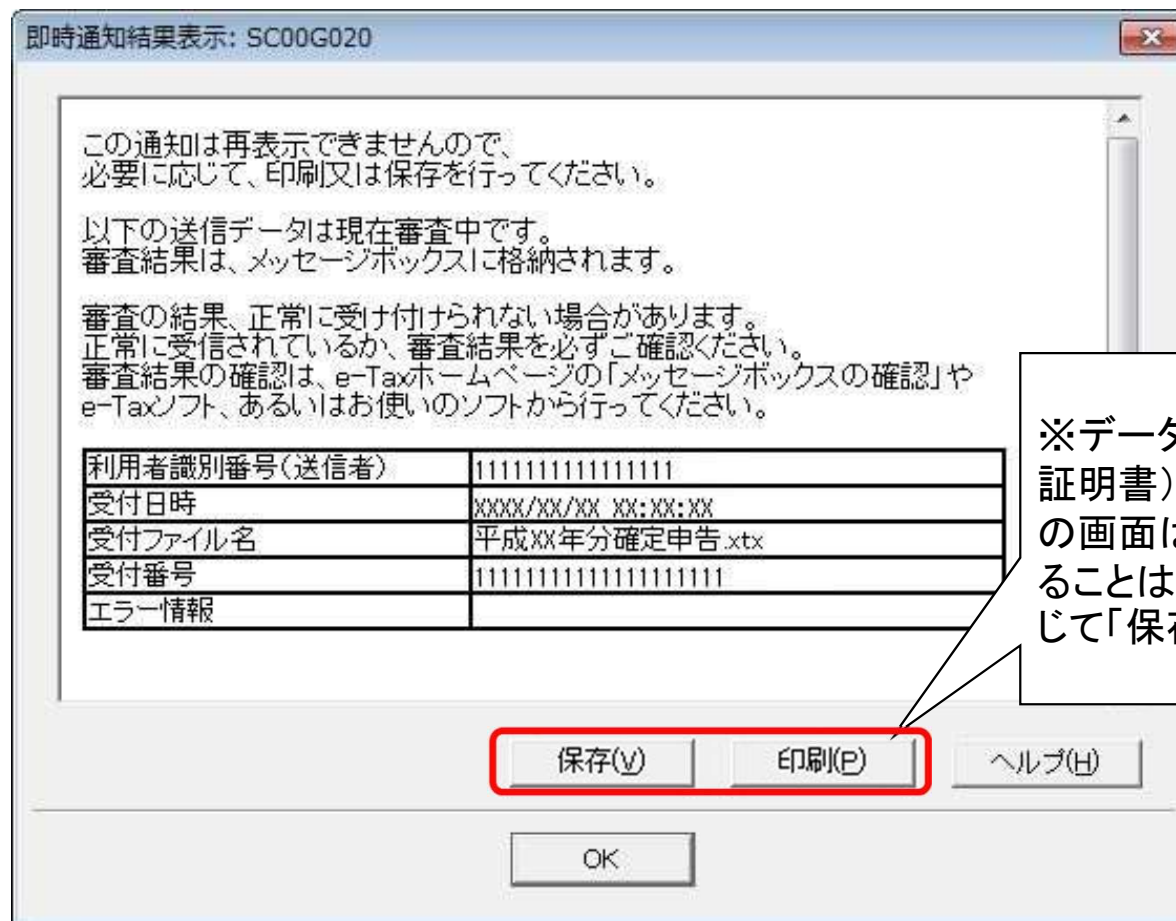 即時通知結果表示: SC00G020
この通知は再表示できませんので、
必要に応じて、印刷又は保存を行ってください。
以下の送信データは現在審査中です。
審査結果は、メッセージボックスに格納されます。
審査の結果、正常に受け付けられない場合があります。
正常に受信されているか、審査結果を必ずご確認ください。
審査結果の確認は、e-Taxホームページの「メッセージボックスの確認」や
e-Taxソフト、あるいはお使いのソフトから行ってください。
利用者識別番号(送信者) 1111111111111111
受付日時 XXXX/XX/XX XX:XX:XX
受付ファイル名 平成XX年分確定申告.xtx
受付番号 11111111111111111111
エラー情報
※データ
証明書)
の画面は
ることは
じて「保存
保存(V) 印刷(P) ヘルプ(H)
OK